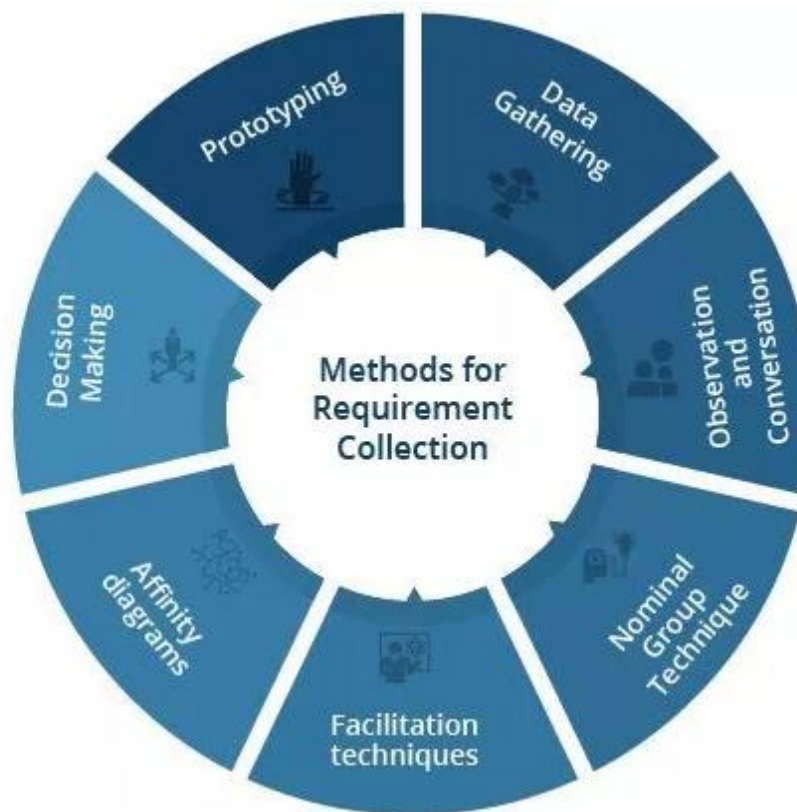 Methods for
Requirement
Collection
Data
Gathering
Observation
and
Conversation
Nominal
Group
Technique
Facilitation
techniques
Affinity
diagrams
Decision
Making
Prototyping